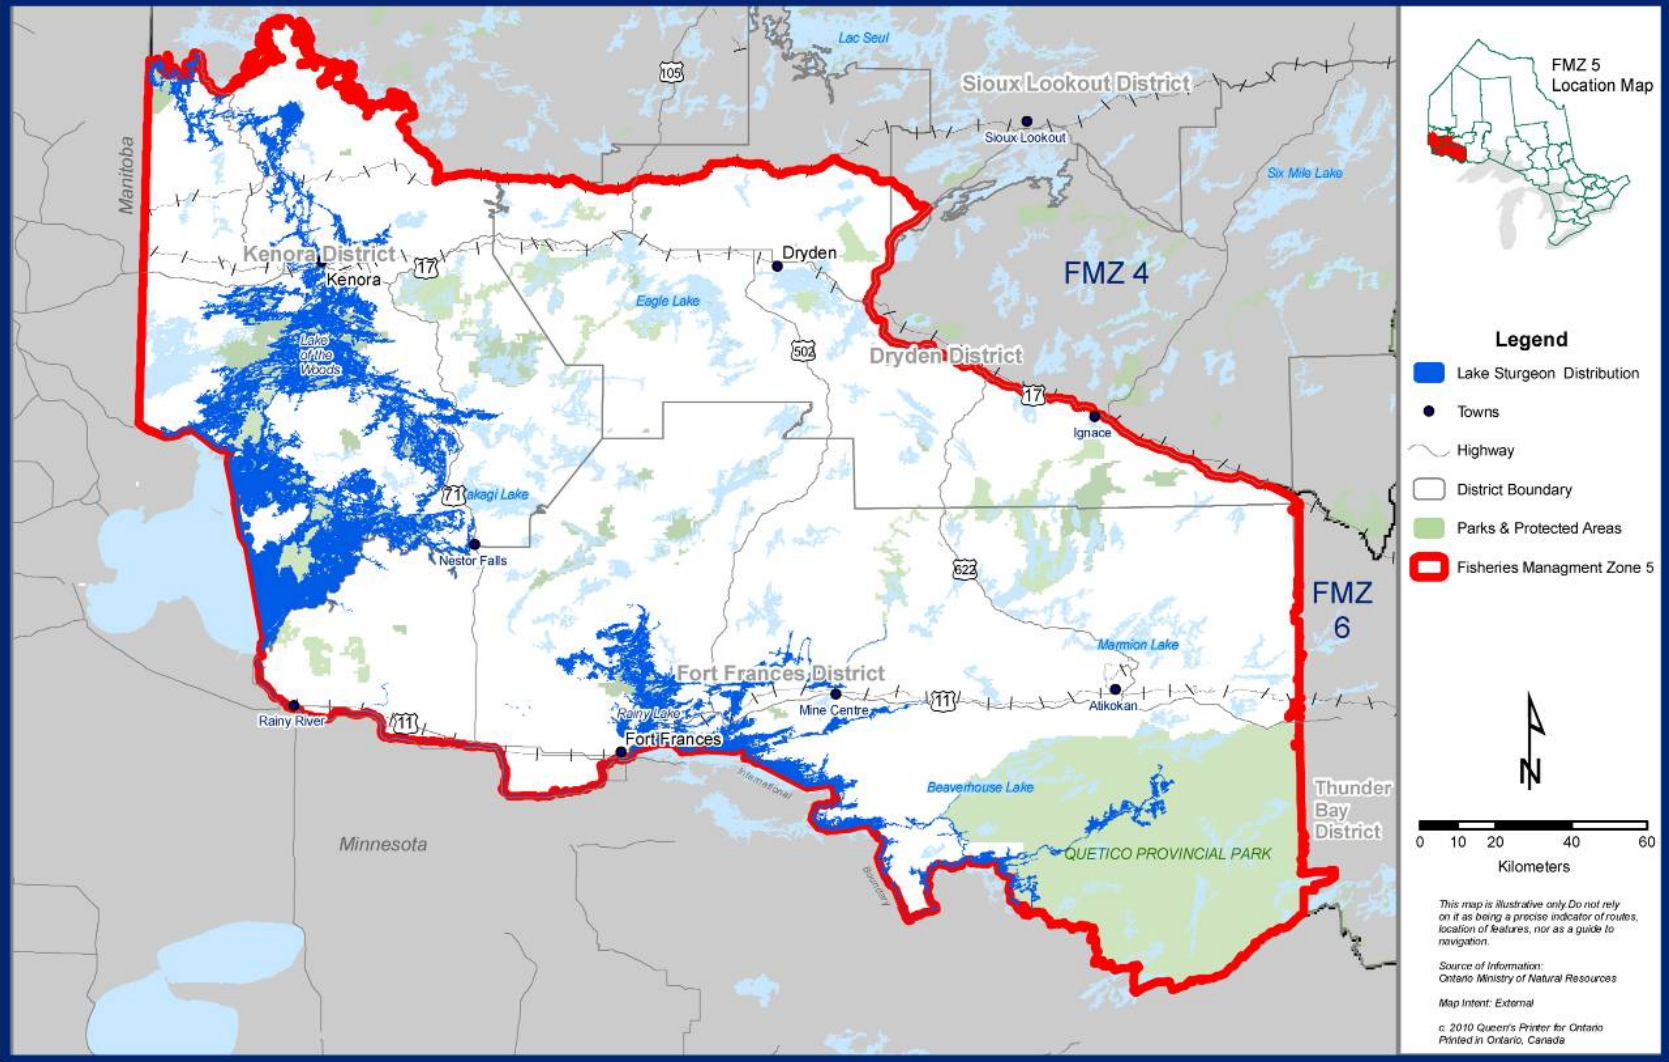 Lac Seul
105
Sioux Lookout District
Sioux Lookout
Six Mile Lake
Manitoba
Kenora District
17
Kenora
Dryden
Eagle Lake
FMZ 4
Lake
of the
Woods
502
Dryden District
17
Ignace
71
akagi Lake
Nestor Falls
622
FMZ
6
Marmion Lake
Fort Frances District
Rainy River
11
Rainy Lake
Mine Centre
11
Atikokan
Fort Frances
International
Boundary
Beaverhouse Lake
QUETICO PROVINCIAL PARK
Thunder
Bay
District
Minnesota
FMZ 5
Location Map
Legend
Lake Sturgeon Distribution
Towns
Highway
District Boundary
Parks & Protected Areas
Fisheries Managment Zone 5
N
0 10 20 40 60
Kilometers
This map is illustrative only.Do not rely
on it as being a precise indicator of routes,
location of features, nor as a guide to
navigation.
Source of Information:
Ontario Ministry of Natural Resources
Map Intent: External
c. 2010 Queen's Printer for Ontario
Printed in Ontario, Canada